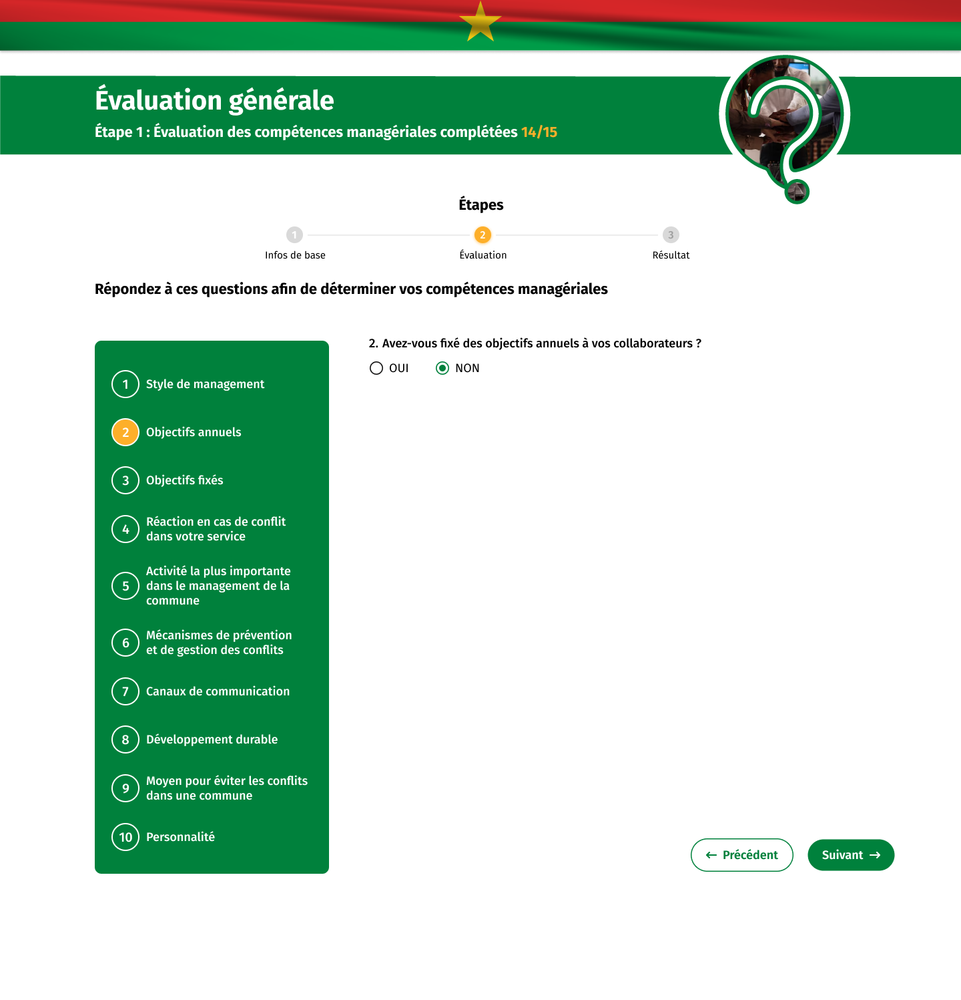 Évaluation générale
Étape 1 : Évaluation des compétences managériales complétées 14/15
Étapes
1
2
3
Infos de base
Évaluation
Résultat
Répondez à ces questions afin de déterminer vos compétences managériales
1
Style de management
2
Objectifs annuels
3
Objectifs fixés
4
Réaction en cas de conflit
dans votre service
5
Activité la plus importante
dans le management de la
commune
6
Mécanismes de prévention
et de gestion des conflits
7
Canaux de communication
8
Développement durable
9
Moyen pour éviter les conflits
dans une commune
10
Personnalité
2. Avez-vous fixé des objectifs annuels à vos collaborateurs ?
OUI
NON
← Précédent
Suivant →